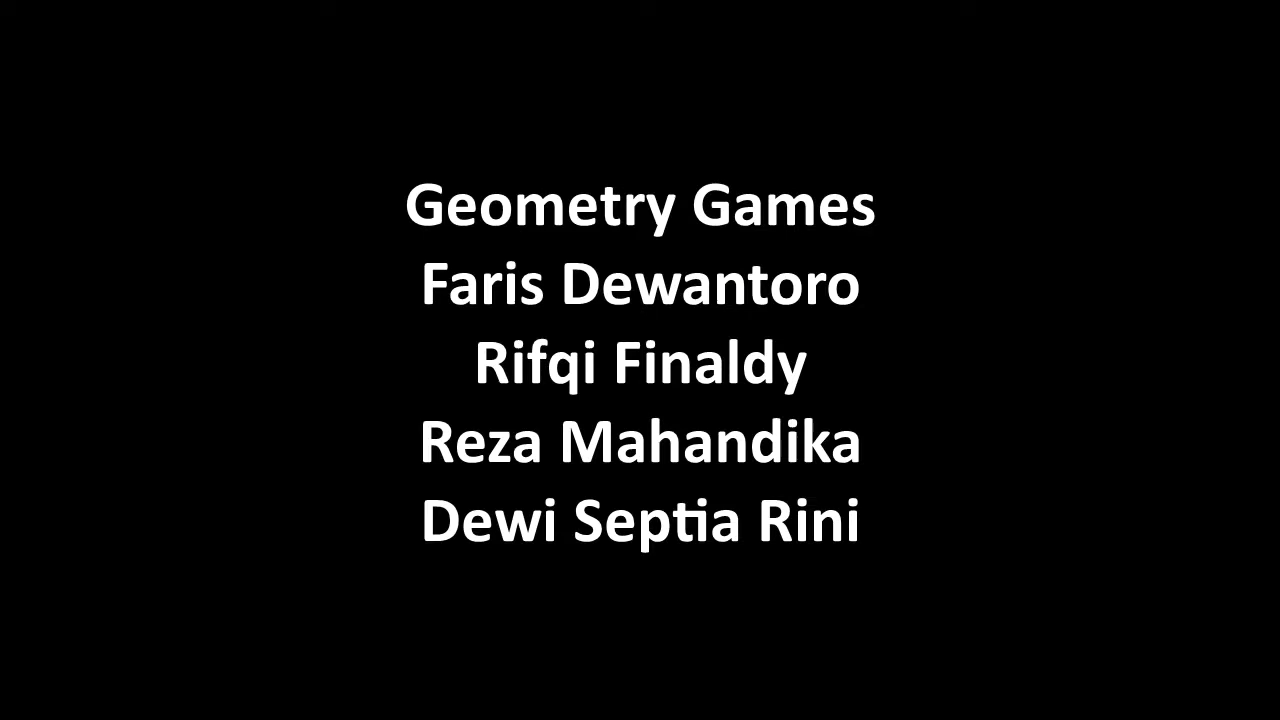 Geometry Games
Faris Dewantoro
Rifqi Finaldy
Reza Mahandika
Dewi Septia Rini